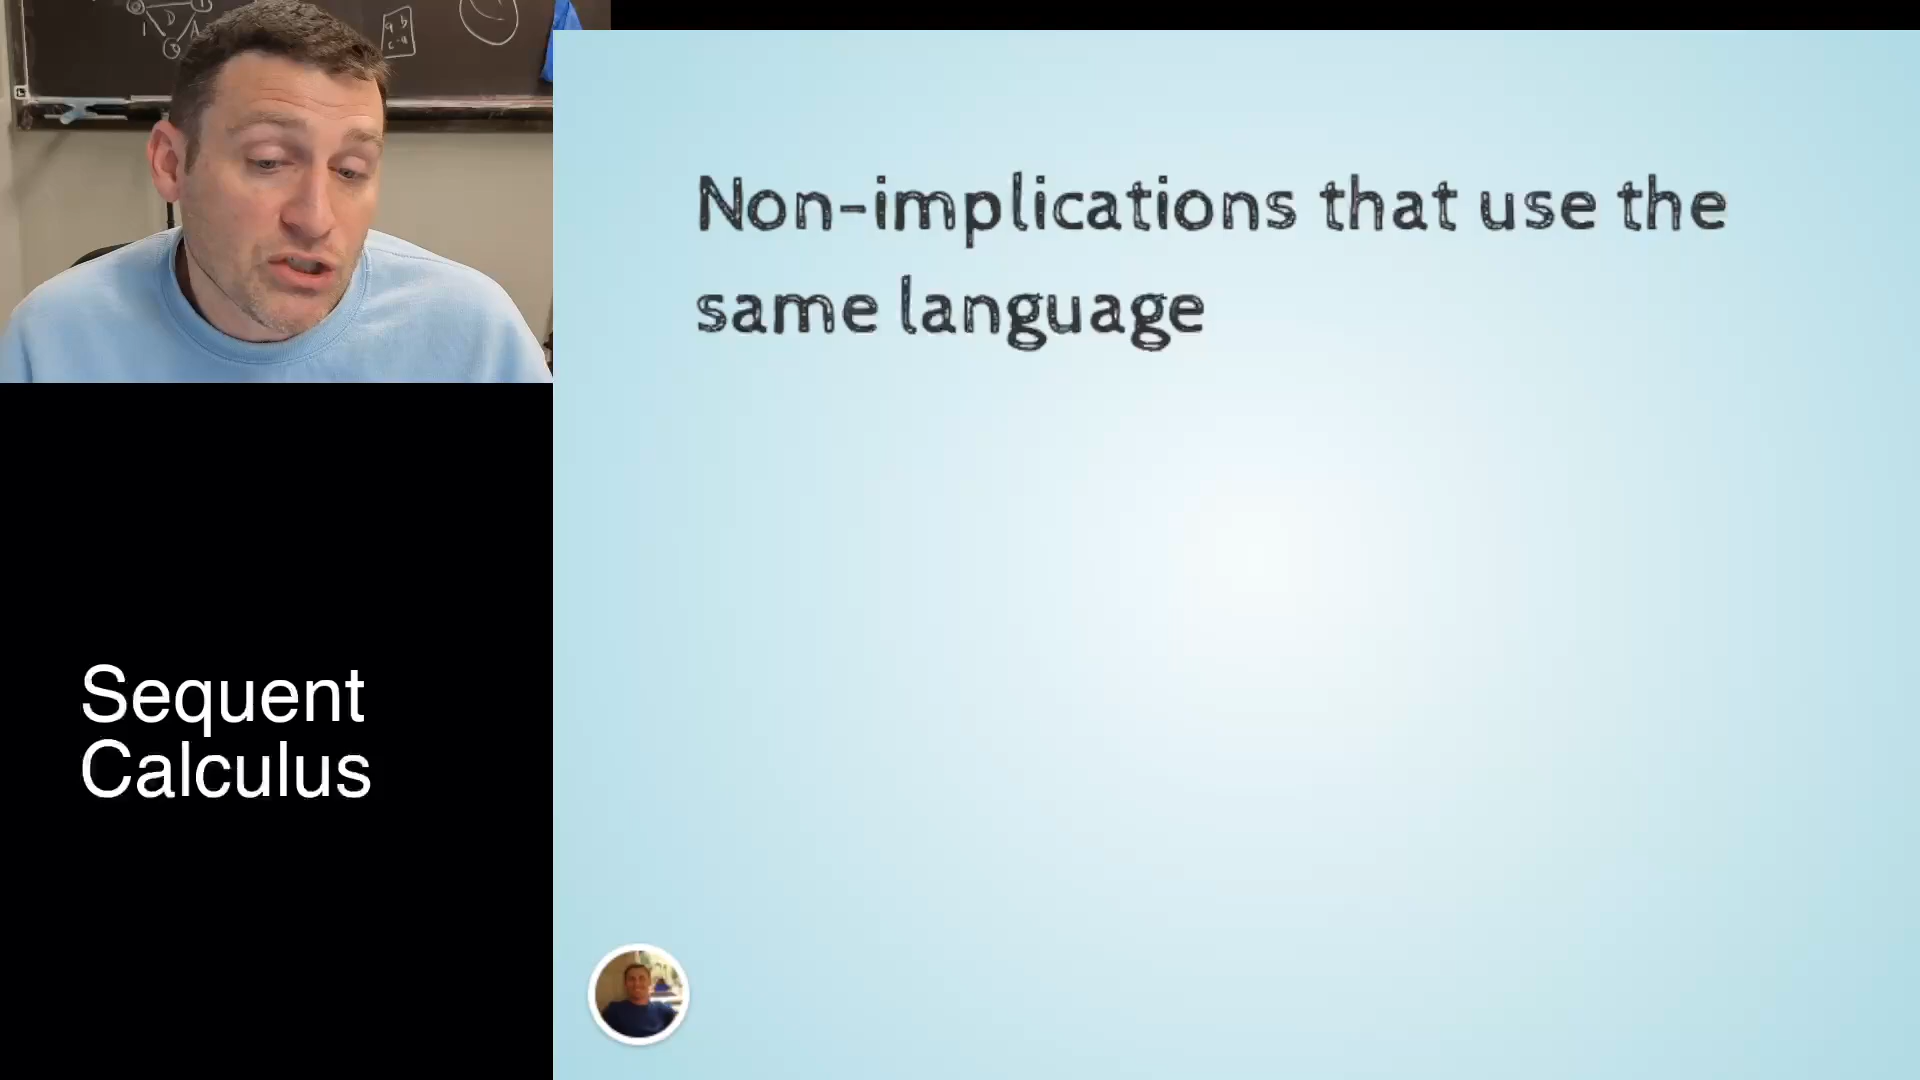 Non-implications that use the
same language
Sequent
Calculus